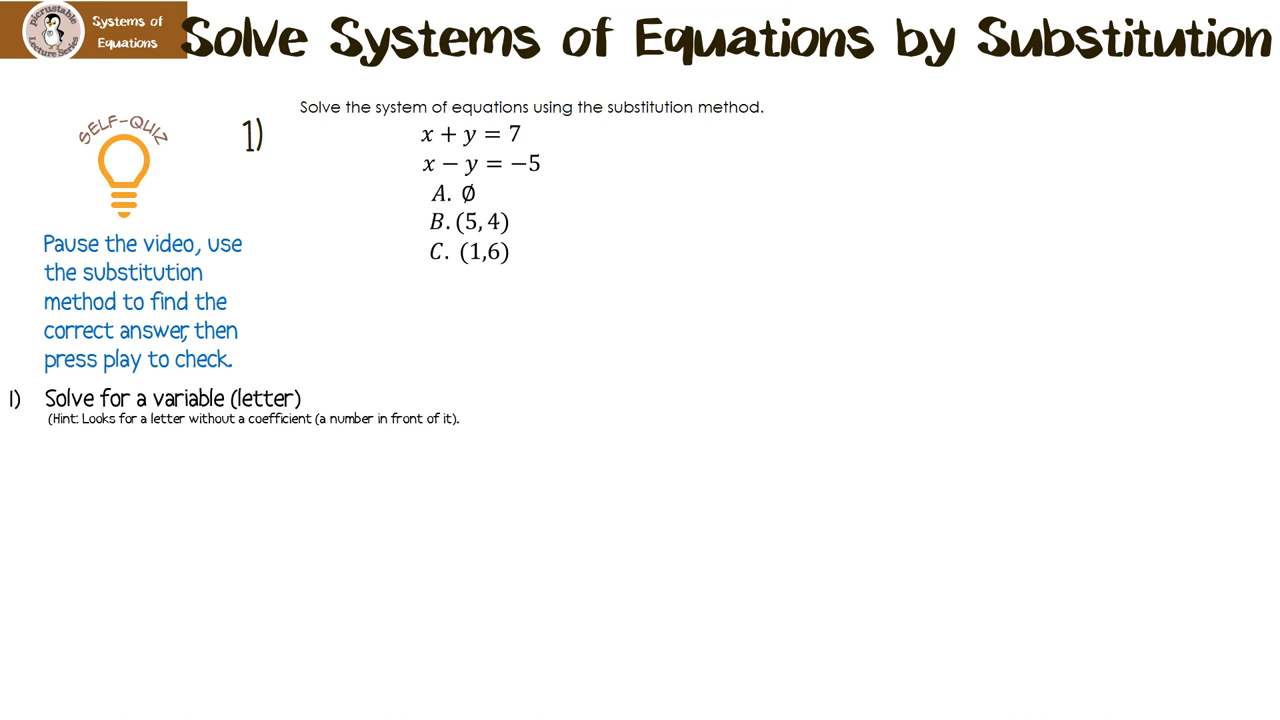 picrustable
Lecture Series
Systems of
Equations
Solve Systems of Equations by Substitution
SELF-QUIZ
Pause the video, use
the substitution
method to find the
correct answer, then
press play to check.
1)
Solve the system of equations using the substitution method.
x + y = 7
x − y = −5
A. ∅
B. (5, 4)
C. (1,6)
1) Solve for a variable (letter)
(Hint: Looks for a letter without a coefficient (a number in front of it).